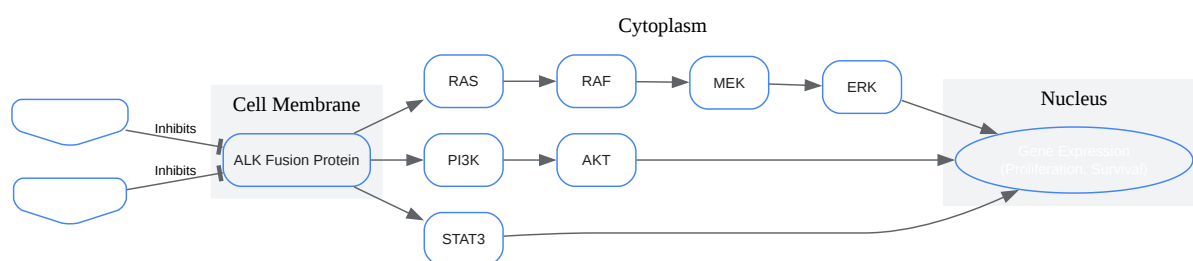 Cytoplasm
Cell Membrane
Nucleus
RAS
RAF
MEK
ERK
Inhibits
Inhibits
ALK Fusion Protein
PI3K
AKT
STAT3
Gene Expression
(Proliferation, Survival)